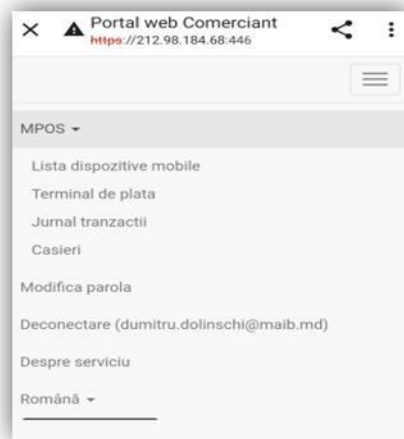 Portal web Comerciant
https://212.98.184.68:446
MPOS
Lista dispozitive mobile
Terminal de plata
Jurnal tranzactii
Casieri
Modifica parola
Deconectare (dumitru.dolinschi@maib.md)
Despre serviciu
Română